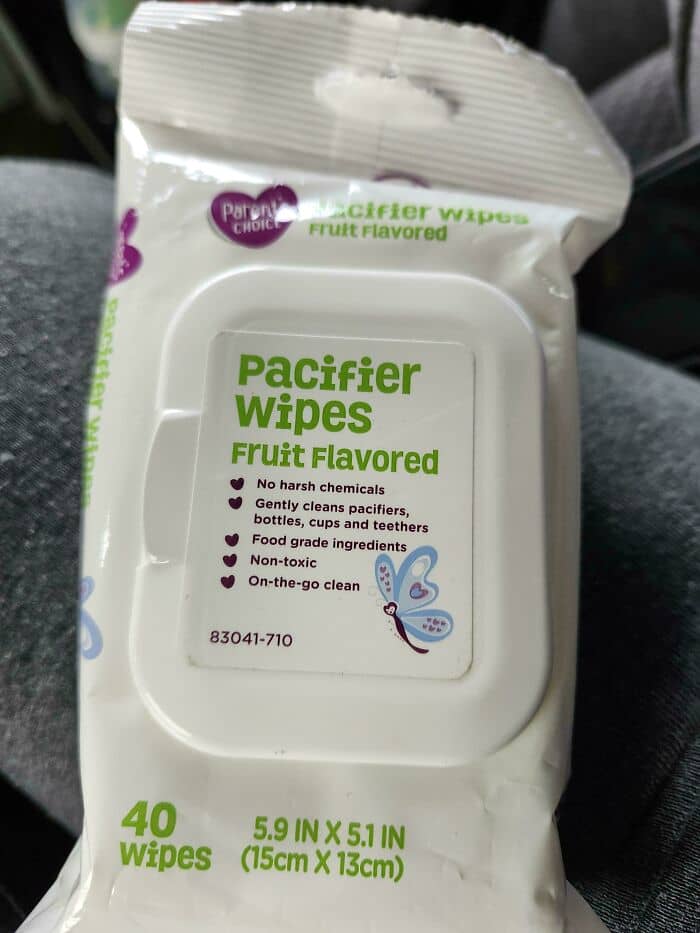 Parent's
CHOICE
Pacifier Wipes
Fruit Flavored
Pacifier
Wipes
Fruit Flavored
No harsh chemicals
Gently cleans pacifiers,
bottles, cups and teethers
Food grade ingredients
Non-toxic
On-the-go clean
83041-710
Pacifier Wipes
40
Wipes
5.9 IN X 5.1 IN
(15cm X 13cm)